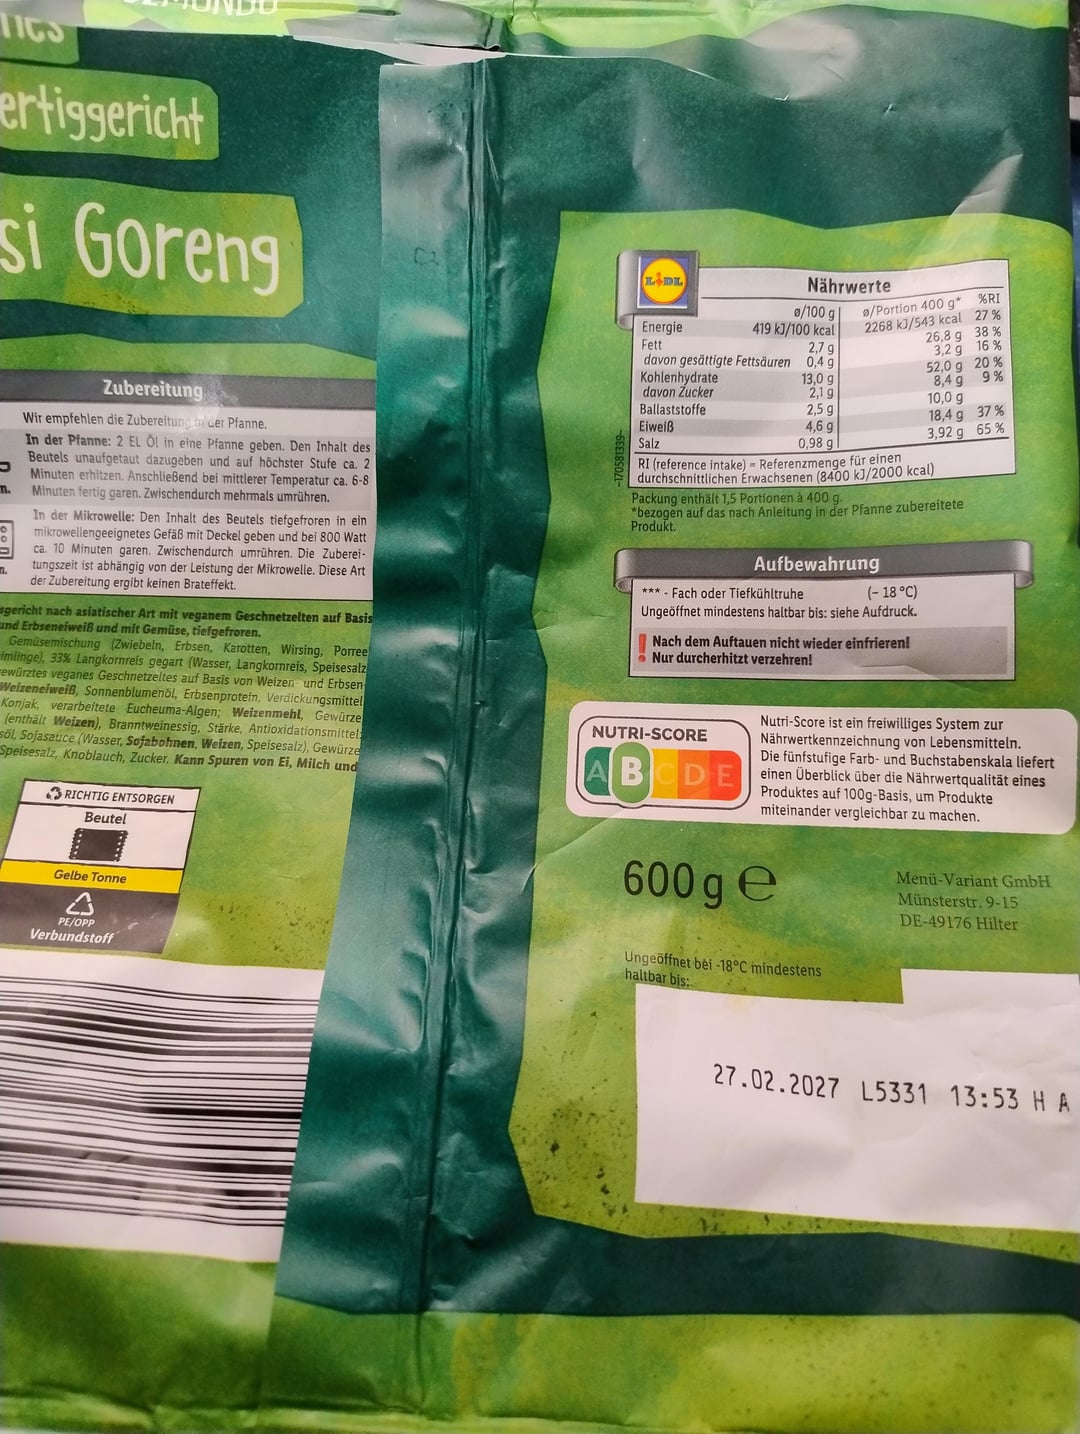 ertiggericht
si Goreng
Zubereitung
Wir empfehlen die Zubereitung in der Pfanne.
In der Pfanne: 2 EL Öl in eine Pfanne geben. Den Inhalt des
Beutels unaufgetaut dazugeben und auf höchster Stufe ca. 2
Minuten erhitzen. Anschließend bei mittlerer Temperatur ca. 6-8
Minuten fertig garen. Zwischendurch mehrmals umrühren.
In der Mikrowelle: Den Inhalt des Beutels tiefgefroren in ein
mikrowellengeeignetes Gefäß mit Deckel geben und bei 800 Watt
ca. 10 Minuten garen. Zwischendurch umrühren. Die Zuberei-
tungszeit ist abhängig von der Leistung der Mikrowelle. Diese Art
der Zubereitung ergibt keinen Brateffekt.
sgericht nach asiatischer Art mit veganem Geschnetzelten auf Basis
und Erbseneiweiß und mit Gemüse, tiefgefroren.
Gemüsemischung (Zwiebeln, Erbsen, Karotten, Wirsing, Porree
imlinge), 33% Langkornreis gegart (Wasser, Langkornreis, Speisesalz
ewürztes veganes Geschnetzeltes auf Basis von Weizen- und Erbsen
Weizeneiweiß, Sonnenblumenöl, Erbsenprotein, Verdickungsmittel
Konjak, verarbeitete Eucheuma-Algen; Weizenmehl, Gewürze
(enthält Weizen), Branntweinessig, Stärke, Antioxidationsmittel:
söl, Sojasauce (Wasser, Sojabohnen, Weizen, Speisesalz), Gewürze
Speisesalz, Knoblauch, Zucker. Kann Spuren von Ei, Milch und
RICHTIG ENTSORGEN
Beutel
Gelbe Tonne
PE/OPP
Verbundstoff
LIDL
Nährwerte
ø/100 g ø/Portion 400 g* %RI
Energie 419 kJ/100 kcal 2268 kJ/543 kcal 27 %
Fett 2,7 g 26,8 g 38 %
davon gesättigte Fettsäuren 0,4 g 3,2 g 16 %
Kohlenhydrate 13,0 g 52,0 g 20 %
davon Zucker 2,1 g 8,4 g 9 %
Ballaststoffe 2,5 g 10,0 g
Eiweiß 4,6 g 18,4 g 37 %
Salz 0,98 g 3,92 g 65 %
RI (reference intake) = Referenzmenge für einen
durchschnittlichen Erwachsenen (8400 kJ/2000 kcal)
~170581339~
Packung enthält 1,5 Portionen à 400 g.
*bezogen auf das nach Anleitung in der Pfanne zubereitete
Produkt.
Aufbewahrung
*** - Fach oder Tiefkühltruhe (- 18 °C)
Ungeöffnet mindestens haltbar bis: siehe Aufdruck.
! Nach dem Auftauen nicht wieder einfrieren!
Nur durcherhitzt verzehren!
NUTRI-SCORE
A B C D E
Nutri-Score ist ein freiwilliges System zur
Nährwertkennzeichnung von Lebensmitteln.
Die fünfstufige Farb- und Buchstabenskala liefert
einen Überblick über die Nährwertqualität eines
Produktes auf 100g-Basis, um Produkte
miteinander vergleichbar zu machen.
600 g e
Menü-Variant GmbH
Münsterstr. 9-15
DE-49176 Hilter
Ungeöffnet bei -18°C mindestens
haltbar bis:
27.02.2027 L5331 13:53 H A